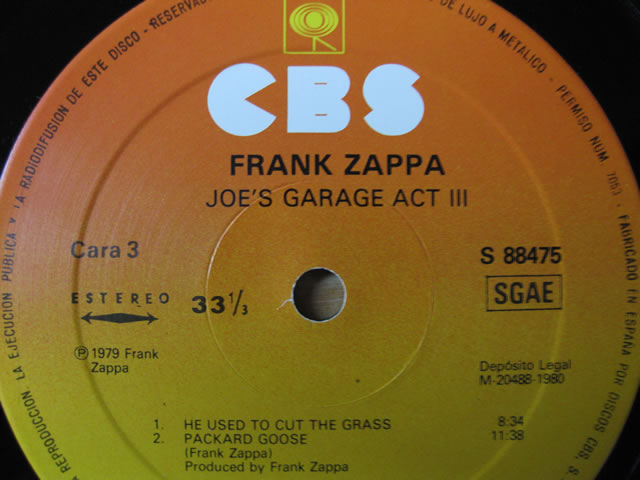 REPRODUCCION, LA EJECUCION PUBLICA Y LA RADIODIFUSION DE ESTE DISCO - RESERVADOS
DE LUJO A METALICO - PERMISO NUM. 7053 - FABRICADO EN ESPAÑA POR DISCOS CBS, S.
CBS
FRANK ZAPPA
JOE'S GARAGE ACT III
Cara 3
S 88475
ESTEREO
33 1/3
SGAE
Ⓟ 1979 Frank
Zappa
Depósito Legal
M-20488-1980
1. HE USED TO CUT THE GRASS 8:34
2. PACKARD GOOSE 11:38
(Frank Zappa)
Produced by Frank Zappa